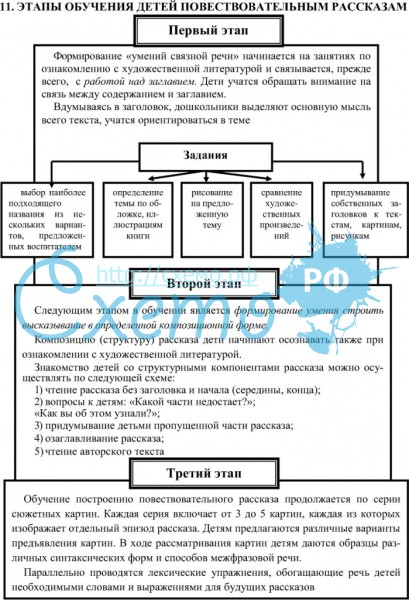 11. ЭТАПЫ ОБУЧЕНИЯ ДЕТЕЙ ПОВЕСТВОВАТЕЛЬНЫМ РАССКАЗАМ
Первый этап
Формирование «умений связной речи» начинается на занятиях по
ознакомлению с художественной литературой и связывается, прежде
всего, с работой над заглавием. Дети учатся обращать внимание на
связь между содержанием и заглавием.
Вдумываясь в заголовок, дошкольники выделяют основную мысль
всего текста, учатся ориентироваться в теме
Задания
выбор наиболее
подходящего
названия из не-
скольких вариан-
тов, предложен-
ных воспитателем
определение
темы по об-
ложке, ил-
люстрациям
книги
рисование
на предло-
женную
тему
сравнение
художе-
ственных
произведе-
ний
придумывание
собственных за-
головков к тек-
стам, картинам,
рисункам
http://схемо.рф
Схемо
РФ
Второй этап
Следующим этапом в обучении является формирование умения строить
высказывание в определенной композиционной форме.
Композицию (структуру) рассказа дети начинают осознавать также при
ознакомлении с художественной литературой.
Знакомство детей со структурными компонентами рассказа можно осу-
ществлять по следующей схеме:
1) чтение рассказа без заголовка и начала (середины, конца);
2) вопросы к детям: «Какой части недостает?»;
«Как вы об этом узнали?»;
3) придумывание детьми пропущенной части рассказа;
4) озаглавливание рассказа;
5) чтение авторского текста
Третий этап
Обучение построению повествовательного рассказа продолжается по серии
сюжетных картин. Каждая серия включает от 3 до 5 картин, каждая из которых
изображает отдельный эпизод рассказа. Детям предлагаются различные варианты
предъявления картин. В ходе рассматривания картин детям даются образцы раз-
личных синтаксических форм и способов межфразовой речи.
Параллельно проводятся лексические упражнения, обогащающие речь детей
необходимыми словами и выражениями для будущих рассказов